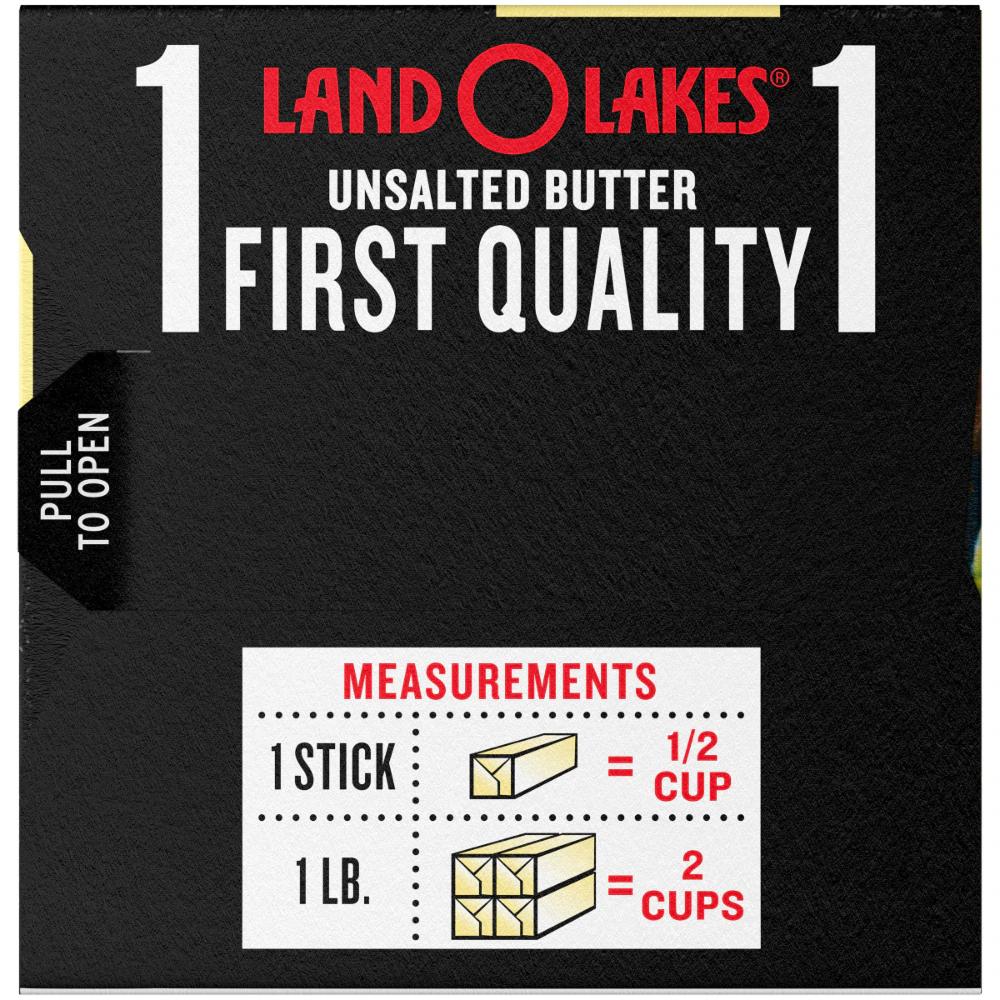 1 LAND O LAKES® 1
UNSALTED BUTTER
FIRST QUALITY
PULL
TO OPEN
MEASUREMENTS
1 STICK = 1/2 CUP
1 LB. = 2 CUPS